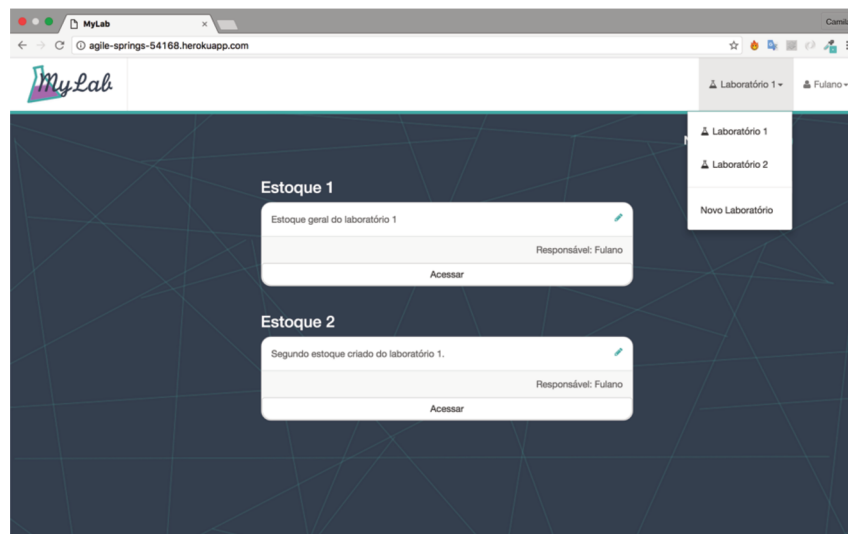 MyLab
Camila
agile-springs-54168.herokuapp.com
MyLab
Laboratório 1
Fulano
Laboratório 1
Laboratório 2
Novo Laboratório
Estoque 1
Estoque geral do laboratório 1
Responsável: Fulano
Acessar
Estoque 2
Segundo estoque criado do laboratório 1.
Responsável: Fulano
Acessar